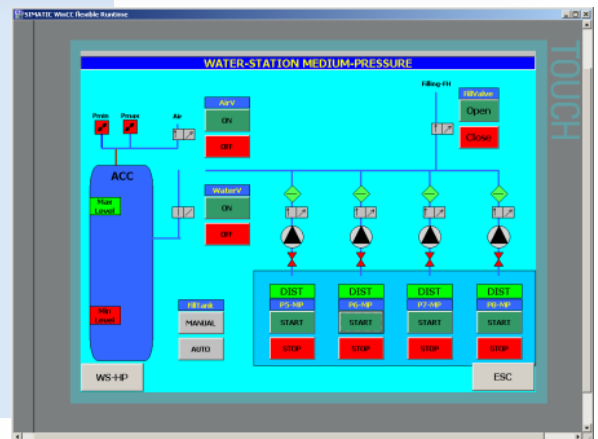 SIMATIC WinCC flexible Runtime
TOUCH
WATER-STATION MEDIUM-PRESSURE
Filling-FH
FillValve
Open
Close
Pmin
Pmax
Air
AirV
ON
OFF
ACC
Max
Level
WaterV
ON
OFF
Min
Level
FillTank
MANUAL
AUTO
DIST
DIST
DIST
DIST
P5-MP
P6-MP
P7-MP
P8-MP
START
START
START
START
STOP
STOP
STOP
STOP
WS-HP
ESC